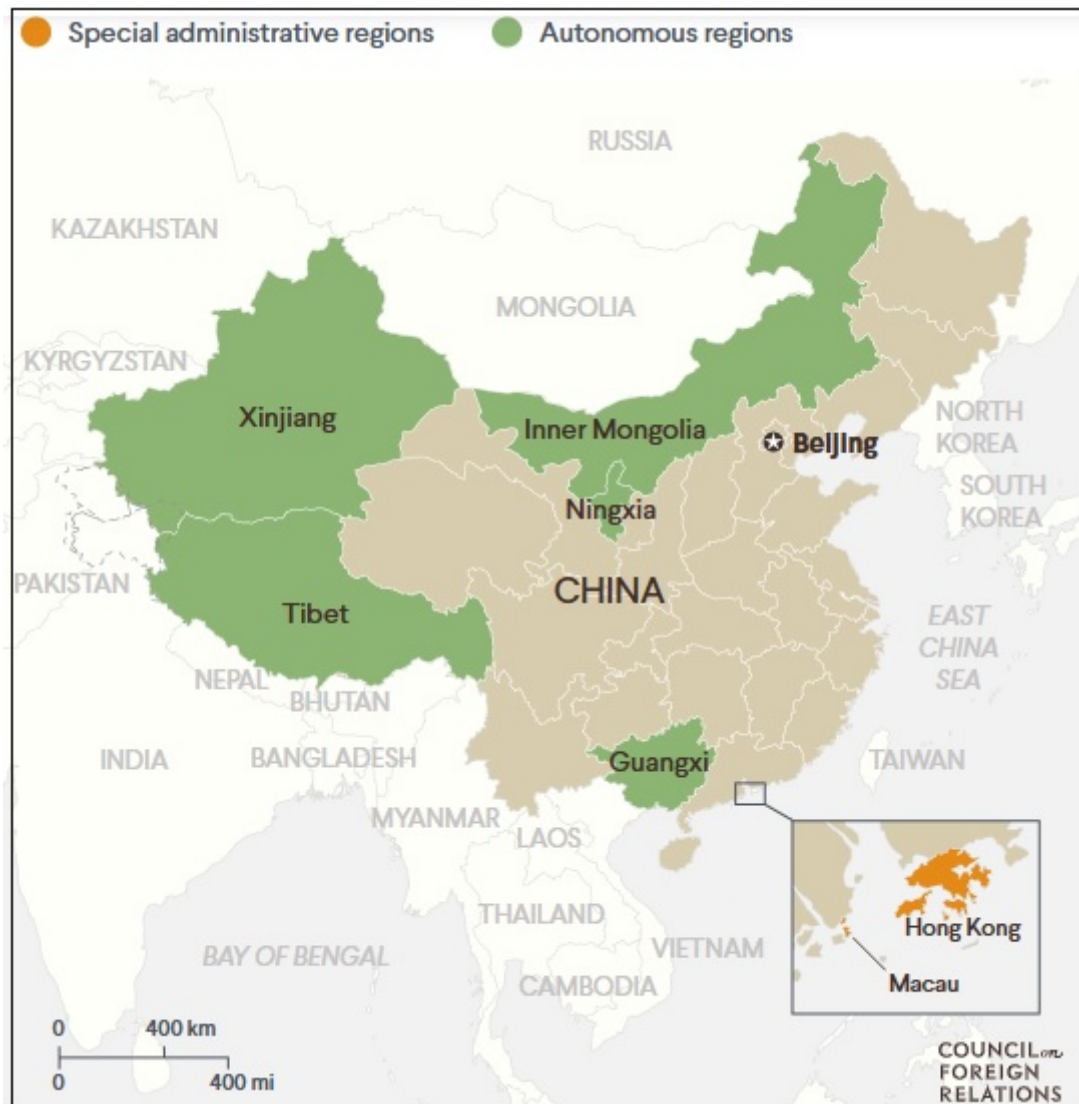 Special administrative regions
Autonomous regions
RUSSIA
KAZAKHSTAN
MONGOLIA
KYRGYZSTAN
Xinjiang
Inner Mongolia
Beijing
NORTH
KOREA
SOUTH
KOREA
Ningxia
PAKISTAN
CHINA
Tibet
EAST
CHINA
SEA
NEPAL
BHUTAN
INDIA
BANGLADESH
Guangxi
TAIWAN
MYANMAR
LAOS
THAILAND
VIETNAM
BAY OF BENGAL
CAMBODIA
Hong Kong
Macau
0 400 km
0 400 mi
COUNCIL on
FOREIGN
RELATIONS